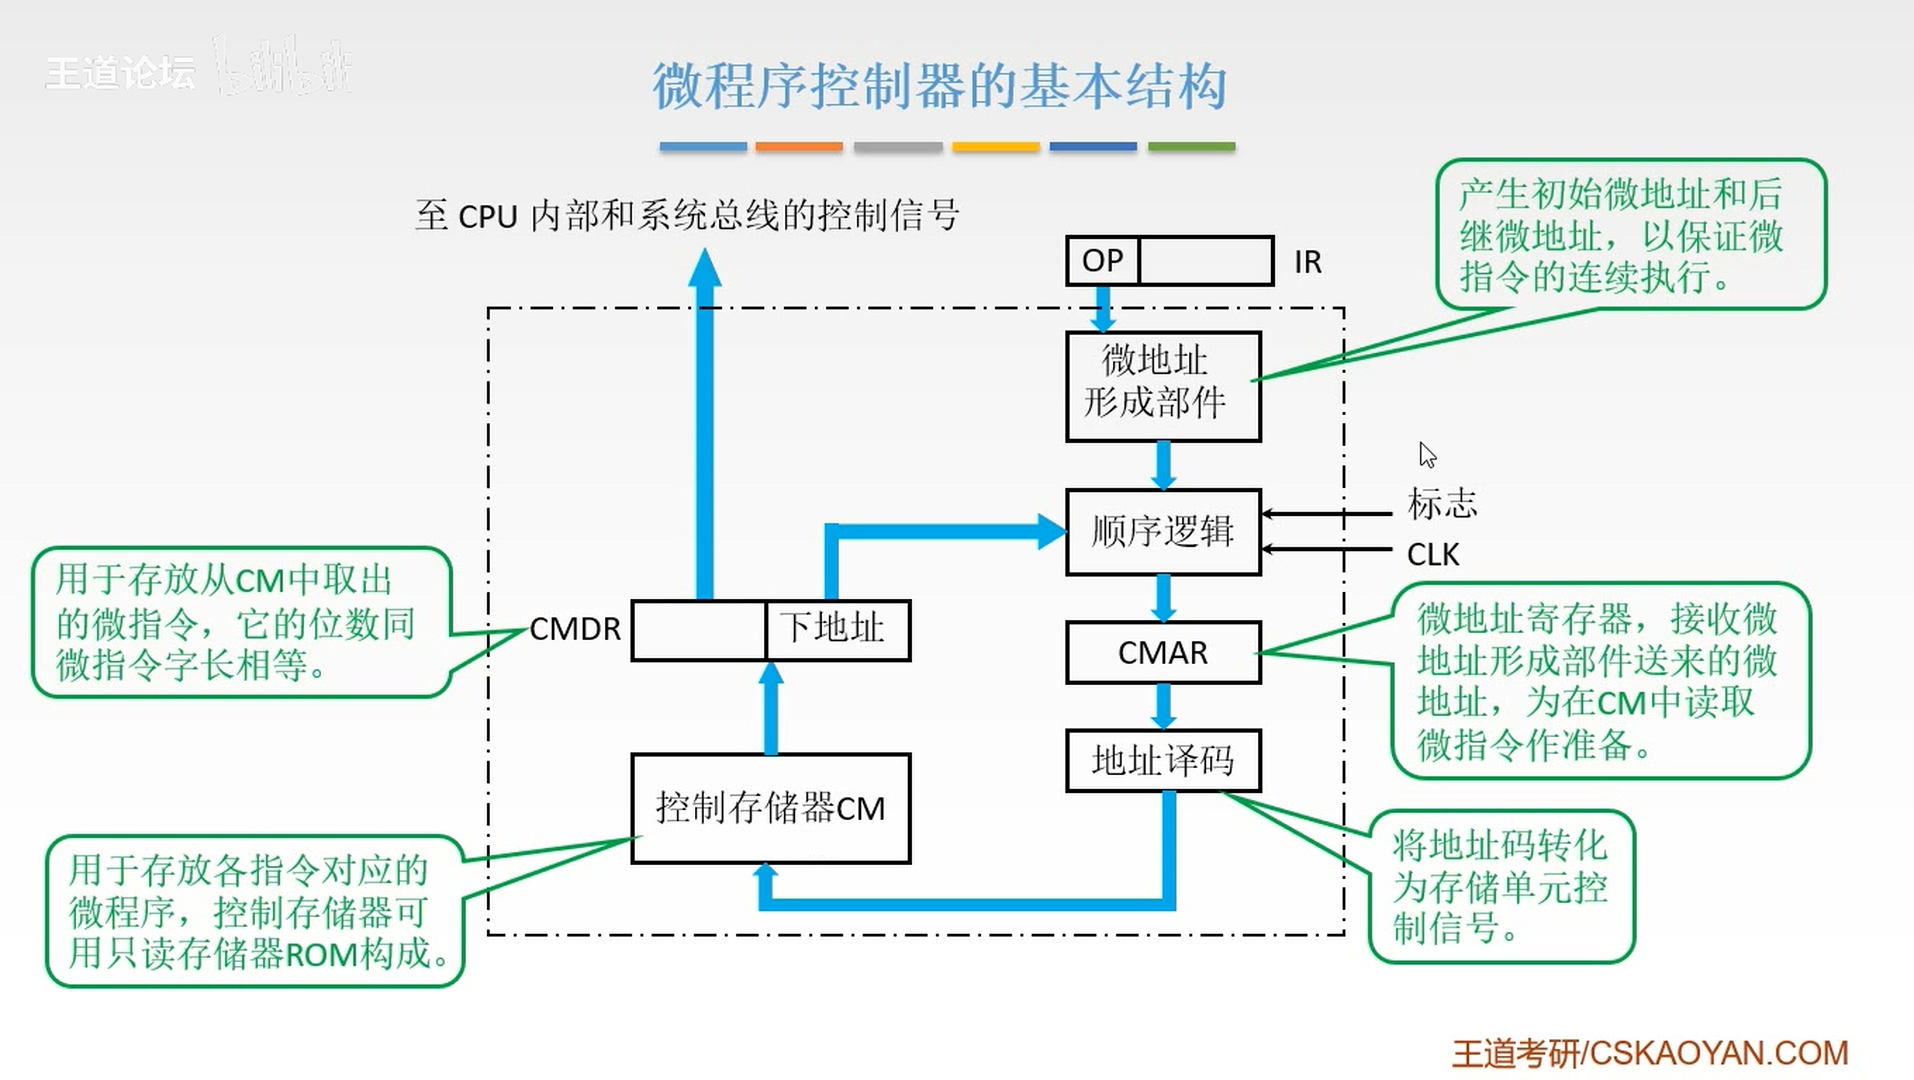 王道论坛 bilibili
微程序控制器的基本结构
至 CPU 内部和系统总线的控制信号
OP
IR
产生初始微地址和后
继微地址，以保证微
指令的连续执行。
微地址
形成部件
顺序逻辑
标志
CLK
用于存放从CM中取出
的微指令，它的位数同
微指令字长相等。
CMDR
下地址
CMAR
微地址寄存器，接收微
地址形成部件送来的微
地址，为在CM中读取
微指令作准备。
地址译码
控制存储器CM
用于存放各指令对应的
微程序，控制存储器可
用只读存储器ROM构成。
将地址码转化
为存储单元控
制信号。
王道考研/CSKAOYAN.COM